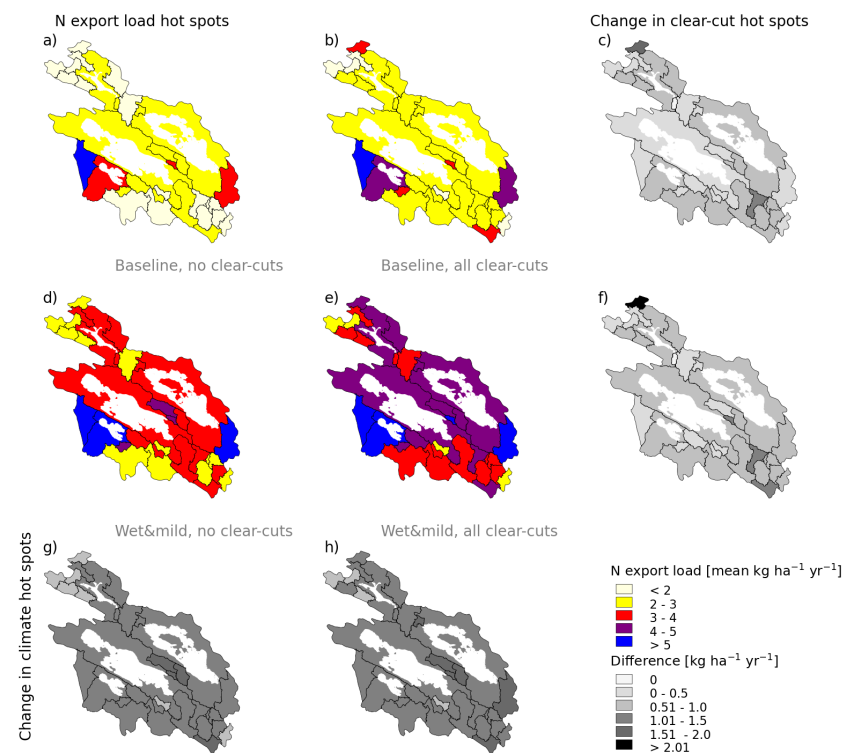 N export load hot spots
Change in clear-cut hot spots
a)
b)
c)
Baseline, no clear-cuts
Baseline, all clear-cuts
d)
e)
f)
Wet&mild, no clear-cuts
Wet&mild, all clear-cuts
Change in climate hot spots
g)
h)
N export load [mean kg ha⁻¹ yr⁻¹]
< 2
2 - 3
3 - 4
4 - 5
> 5
Difference [kg ha⁻¹ yr⁻¹]
0
0 - 0.5
0.51 - 1.0
1.01 - 1.5
1.51 - 2.0
> 2.01